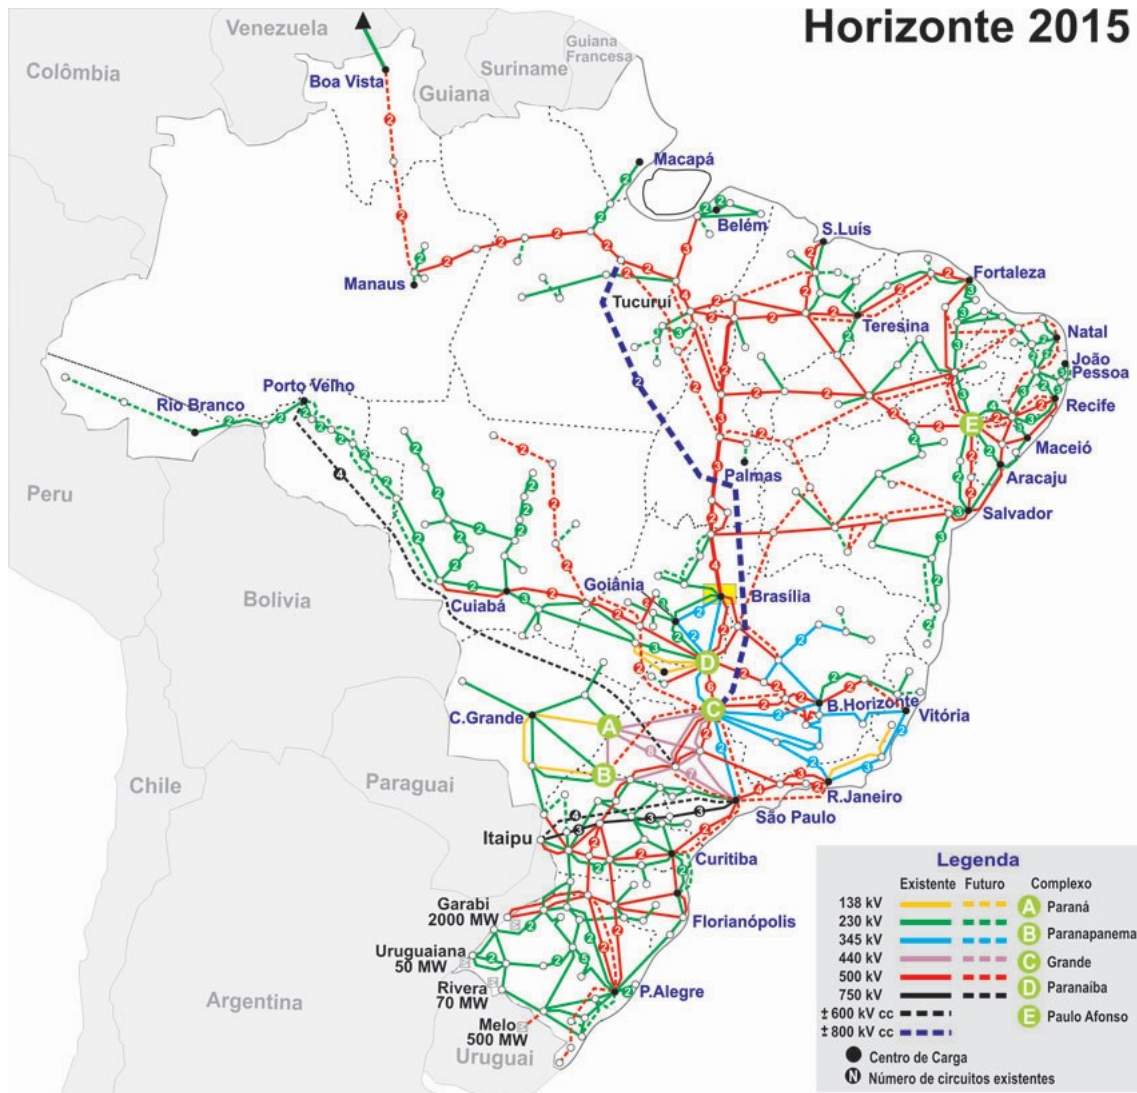 Horizonte 2015
Venezuela
Guiana
Francesa
Colômbia
Suriname
Boa Vista
Guiana
Macapá
Belém
S.Luís
Manaus
Fortaleza
Tucuruí
Teresina
Natal
João
Pessoa
Porto Velho
Rio Branco
Recife
E
Maceió
Palmas
Aracaju
Peru
Salvador
Goiânia
Brasília
Cuiabá
Bolivia
D
C
B.Horizonte
Vitória
C.Grande
A
B
Chile
Paraguai
R.Janeiro
São Paulo
Itaipu
Curitiba
Garabi
2000 MW
Florianópolis
Uruguaiana
50 MW
Rivera
70 MW
P.Alegre
Argentina
Melo
500 MW
Uruguai
Legenda
Existente Futuro Complexo
138 kV A Paraná
230 kV
345 kV B Paranapanema
440 kV C Grande
500 kV
750 kV D Paranaíba
± 600 kV cc E Paulo Afonso
± 800 kV cc
Centro de Carga
N Número de circuitos existentes